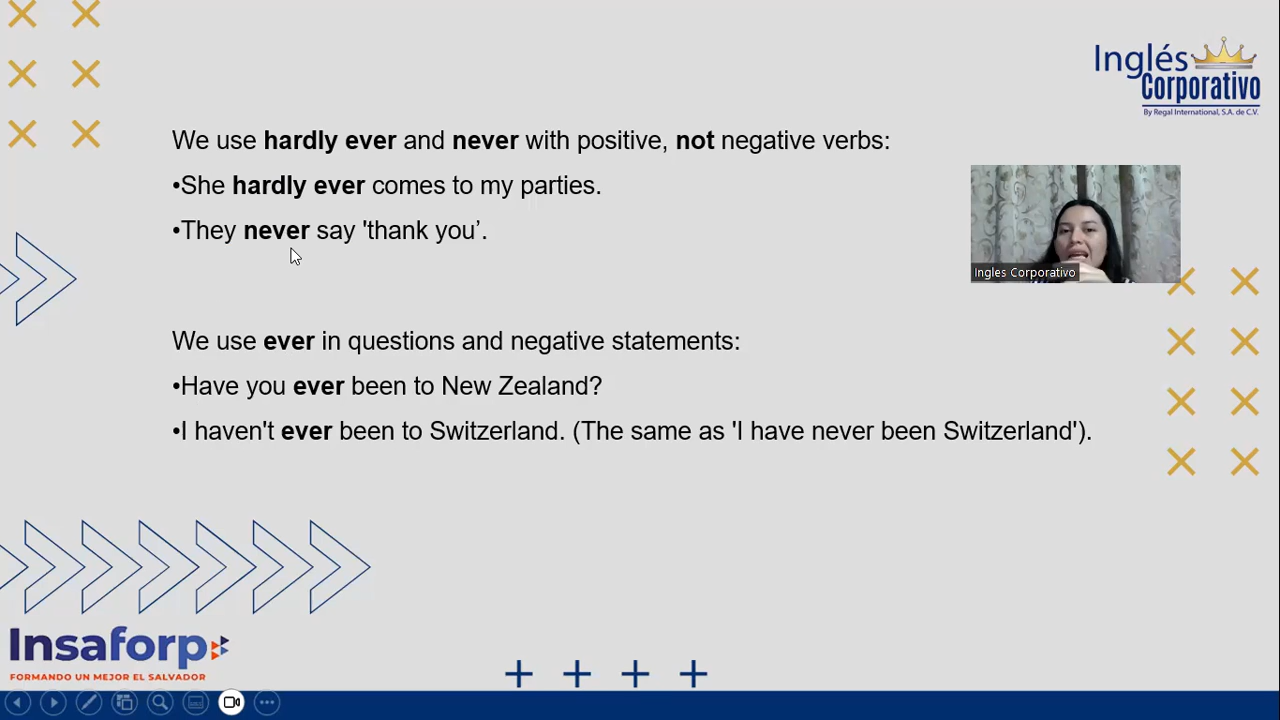 Inglés
Corporativo
By Regal International, S.A. de C.V.
We use hardly ever and never with positive, not negative verbs:
•She hardly ever comes to my parties.
•They never say 'thank you’.
Ingles Corporativo
We use ever in questions and negative statements:
•Have you ever been to New Zealand?
•I haven't ever been to Switzerland. (The same as 'I have never been Switzerland').
Insaforp
FORMANDO UN MEJOR EL SALVADOR